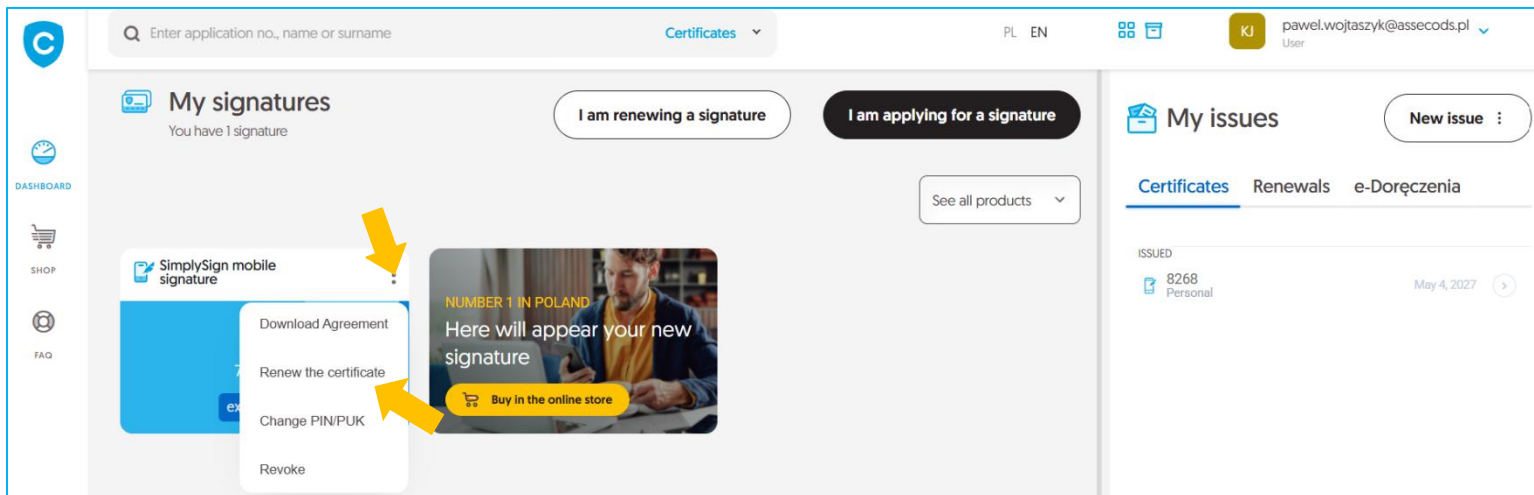 Enter application no., name or surname
Certificates
PL EN
KJ
pawel.wojtaszyk@assecods.pl
User
My signatures
You have 1 signature
I am renewing a signature
I am applying for a signature
See all products
DASHBOARD
SHOP
FAQ
SimplySign mobile
signature
7
ex
Download Agreement
Renew the certificate
Change PIN/PUK
Revoke
NUMBER 1 IN POLAND
Here will appear your new
signature
Buy in the online store
My issues
New issue
Certificates Renewals e-Doręczenia
ISSUED
8268
Personal
May 4, 2027